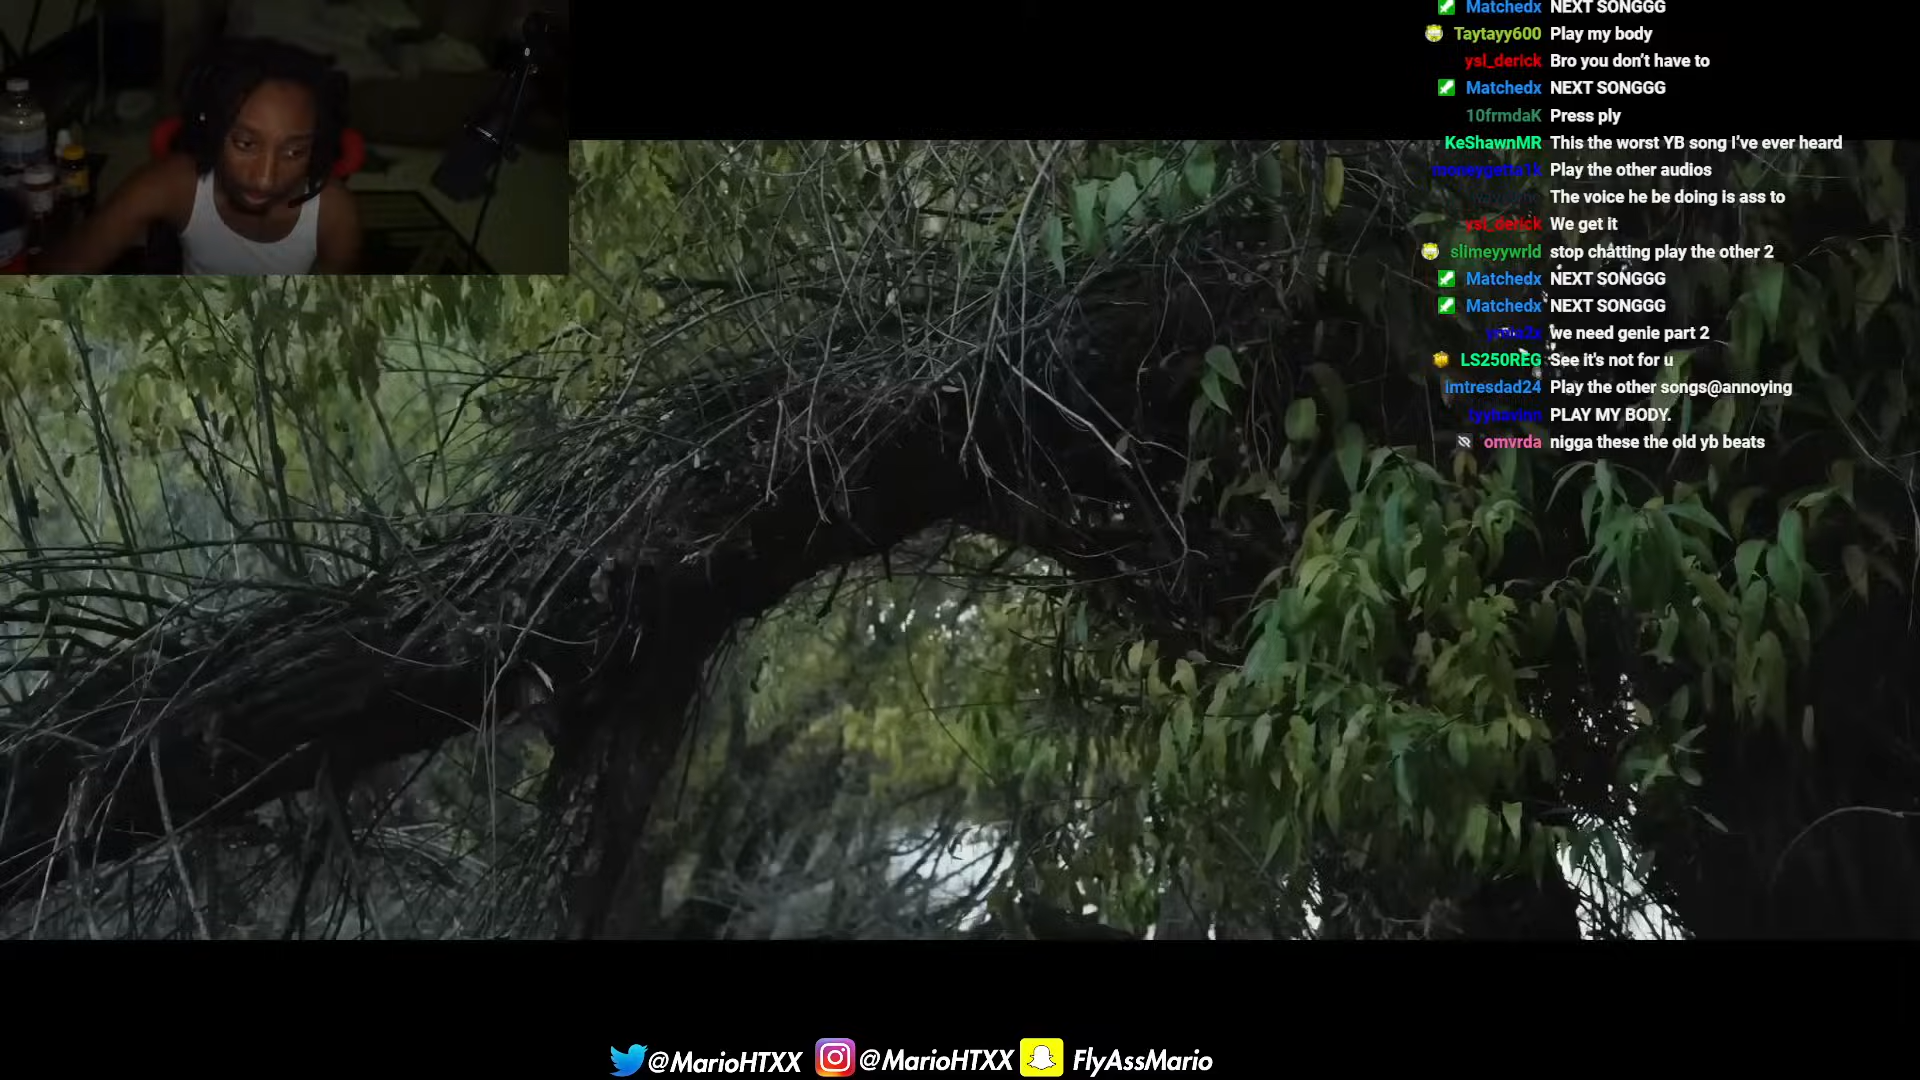 Matchedx NEXT SONGGG
Taytayy600 Play my body
ysl_derick Bro you don’t have to
Matchedx NEXT SONGGG
10frmdaK Press ply
KeShawnMR This the worst YB song I’ve ever heard
moneygetta1k Play the other audios
The voice he be doing is ass to
ysl_derick We get it
slimeyywrld stop chatting play the other 2
Matchedx NEXT SONGGG
Matchedx NEXT SONGGG
we need genie part 2
LS250REG See it's not for u
imtresdad24 Play the other songs@annoying
PLAY MY BODY.
omvrda nigga these the old yb beats
@MarioHTXX @MarioHTXX FlyAssMario